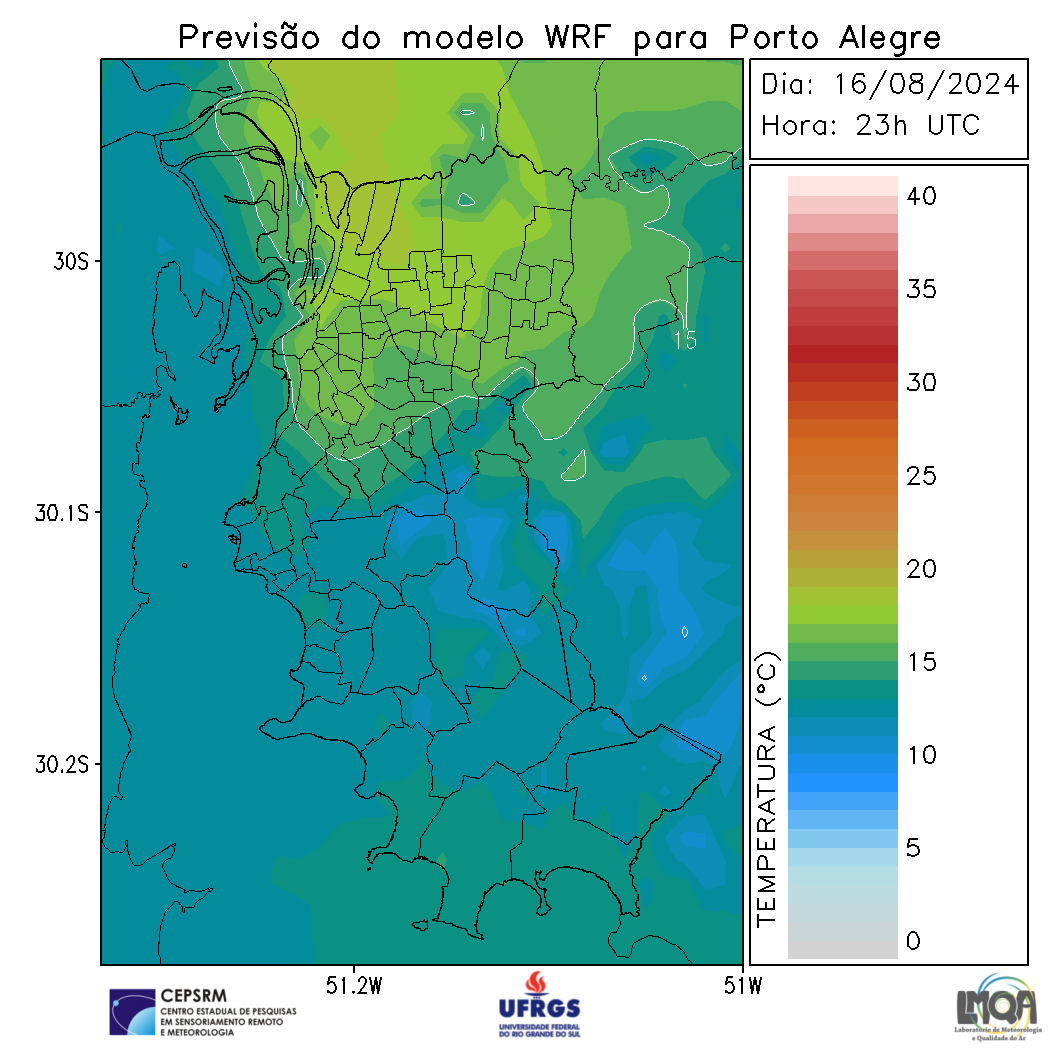 Previsão do modelo WRF para Porto Alegre
Dia: 16/08/2024
Hora: 23h UTC
30S
30.1S
30.2S
51.2W
51W
15
TEMPERATURA (°C)
40
35
30
25
20
15
10
5
0
CEPSRM
CENTRO ESTADUAL DE PESQUISAS
EM SENSORIAMENTO REMOTO
E METEOROLOGIA
UFRGS
UNIVERSIDADE FEDERAL
DO RIO GRANDE DO SUL
LMQA
Laboratório de Meteorologia
e Qualidade do Ar